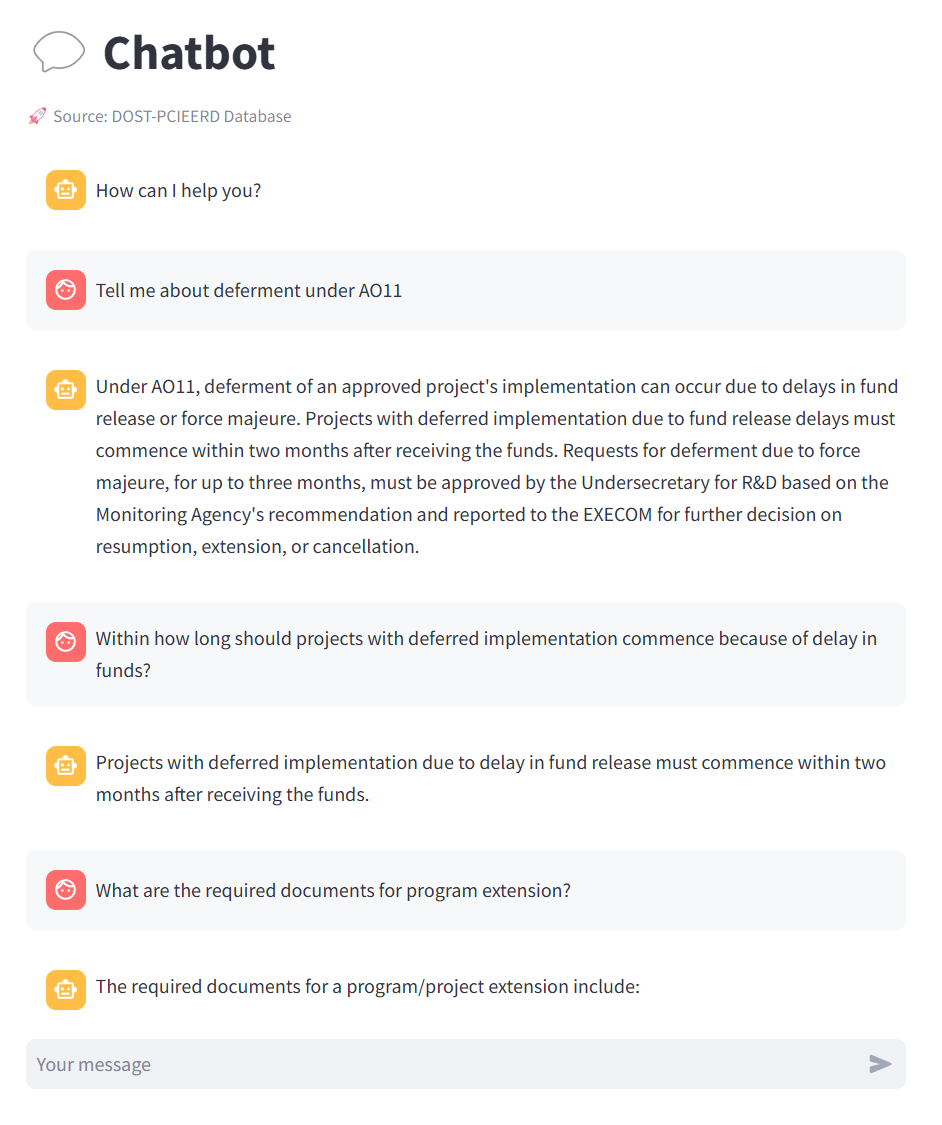 Chatbot
Source: DOST-PCIEERD Database
How can I help you?
Tell me about deferment under AO11
Under AO11, deferment of an approved project's implementation can occur due to delays in fund
release or force majeure. Projects with deferred implementation due to fund release delays must
commence within two months after receiving the funds. Requests for deferment due to force
majeure, for up to three months, must be approved by the Undersecretary for R&D based on the
Monitoring Agency's recommendation and reported to the EXECOM for further decision on
resumption, extension, or cancellation.
Within how long should projects with deferred implementation commence because of delay in
funds?
Projects with deferred implementation due to delay in fund release must commence within two
months after receiving the funds.
What are the required documents for program extension?
The required documents for a program/project extension include:
Your message